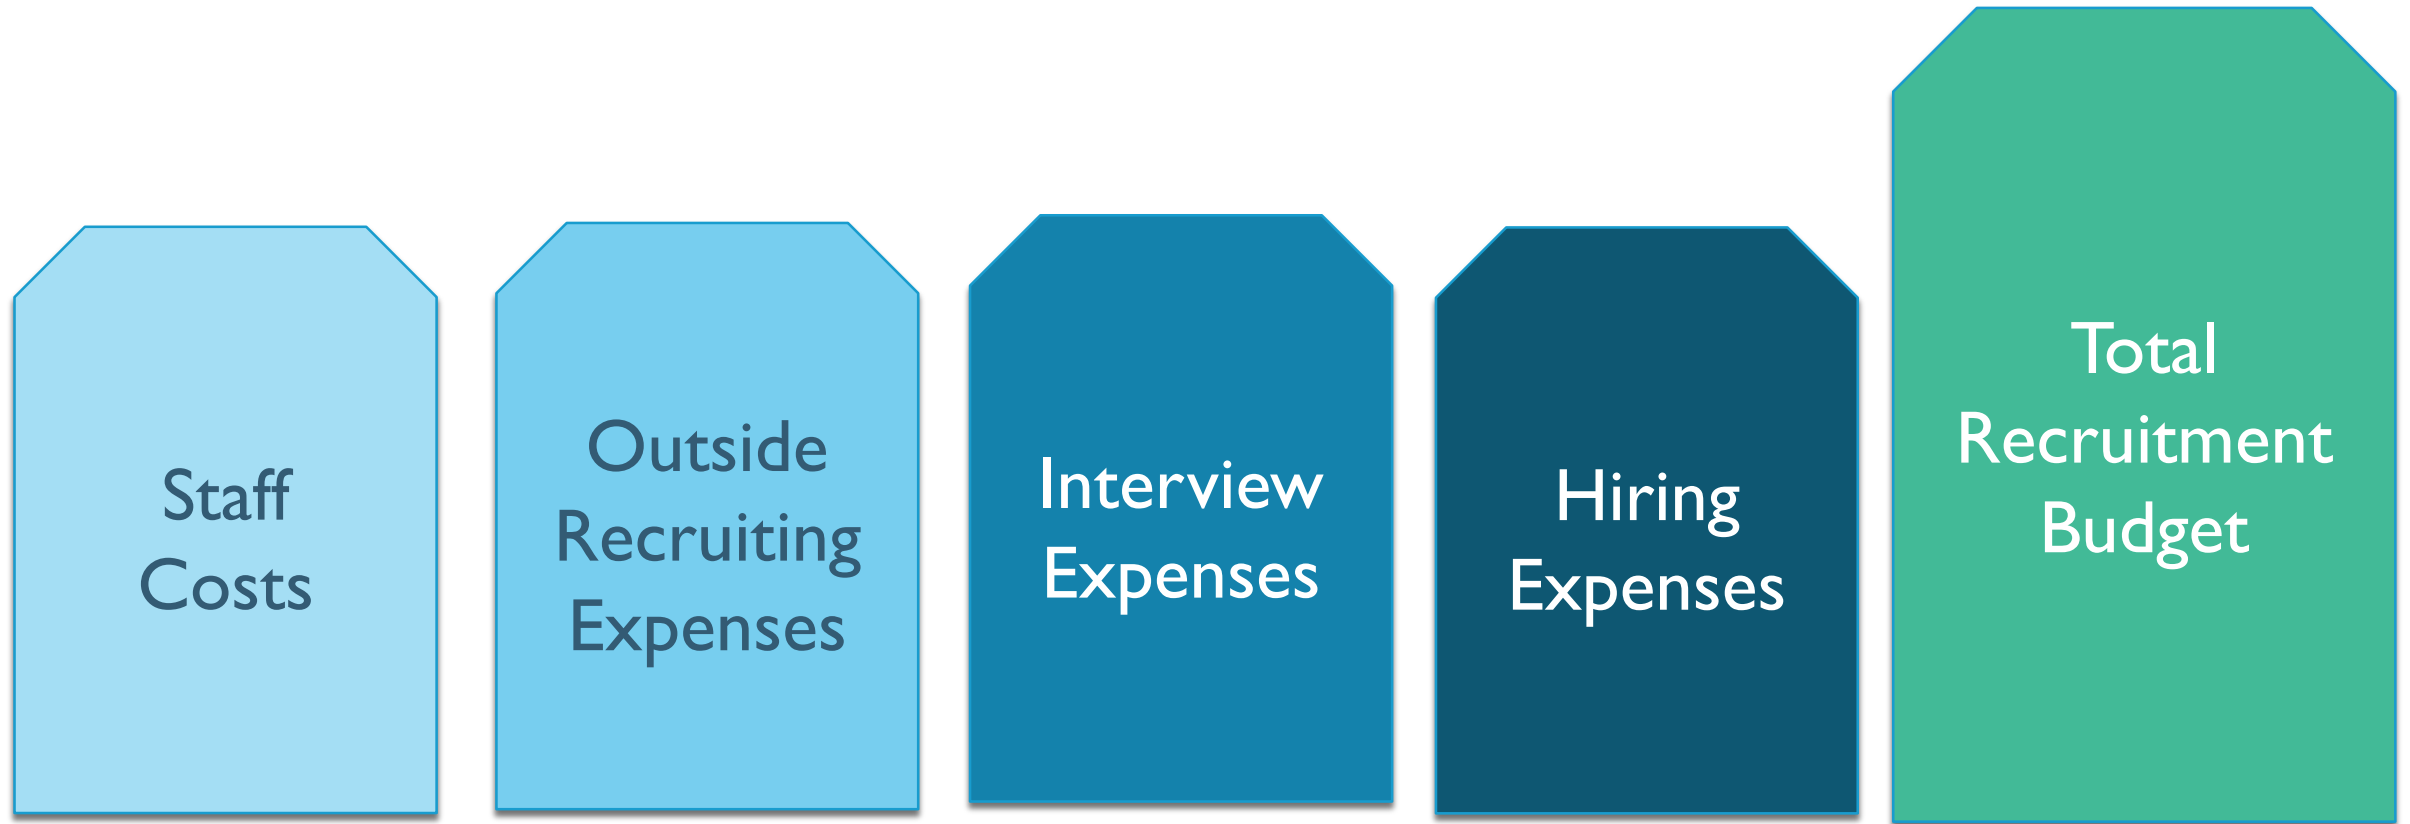 Staff
Costs
Outside
Recruiting
Expenses
Interview
Expenses
Hiring
Expenses
Total
Recruitment
Budget